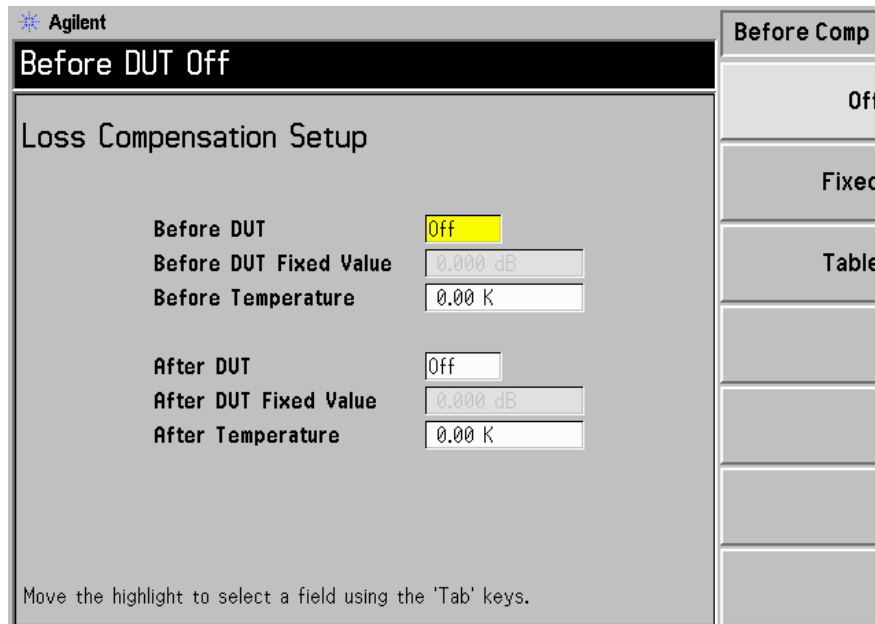 Agilent
Before DUT Off
Loss Compensation Setup
Before DUT Off
Before DUT Fixed Value 0.000 dB
Before Temperature 0.00 K
After DUT Off
After DUT Fixed Value 0.000 dB
After Temperature 0.00 K
Move the highlight to select a field using the 'Tab' keys.
Before Comp
Off
Fixed
Table